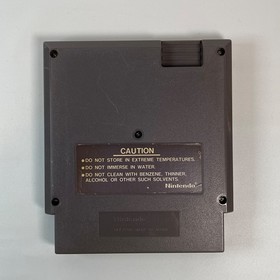 CAUTION
•DO NOT STORE IN EXTREME TEMPERATURES.
•DO NOT IMMERSE IN WATER.
•DO NOT CLEAN WITH BENZENE, THINNER,
ALCOHOL OR OTHER SUCH SOLVENTS.
Nintendo